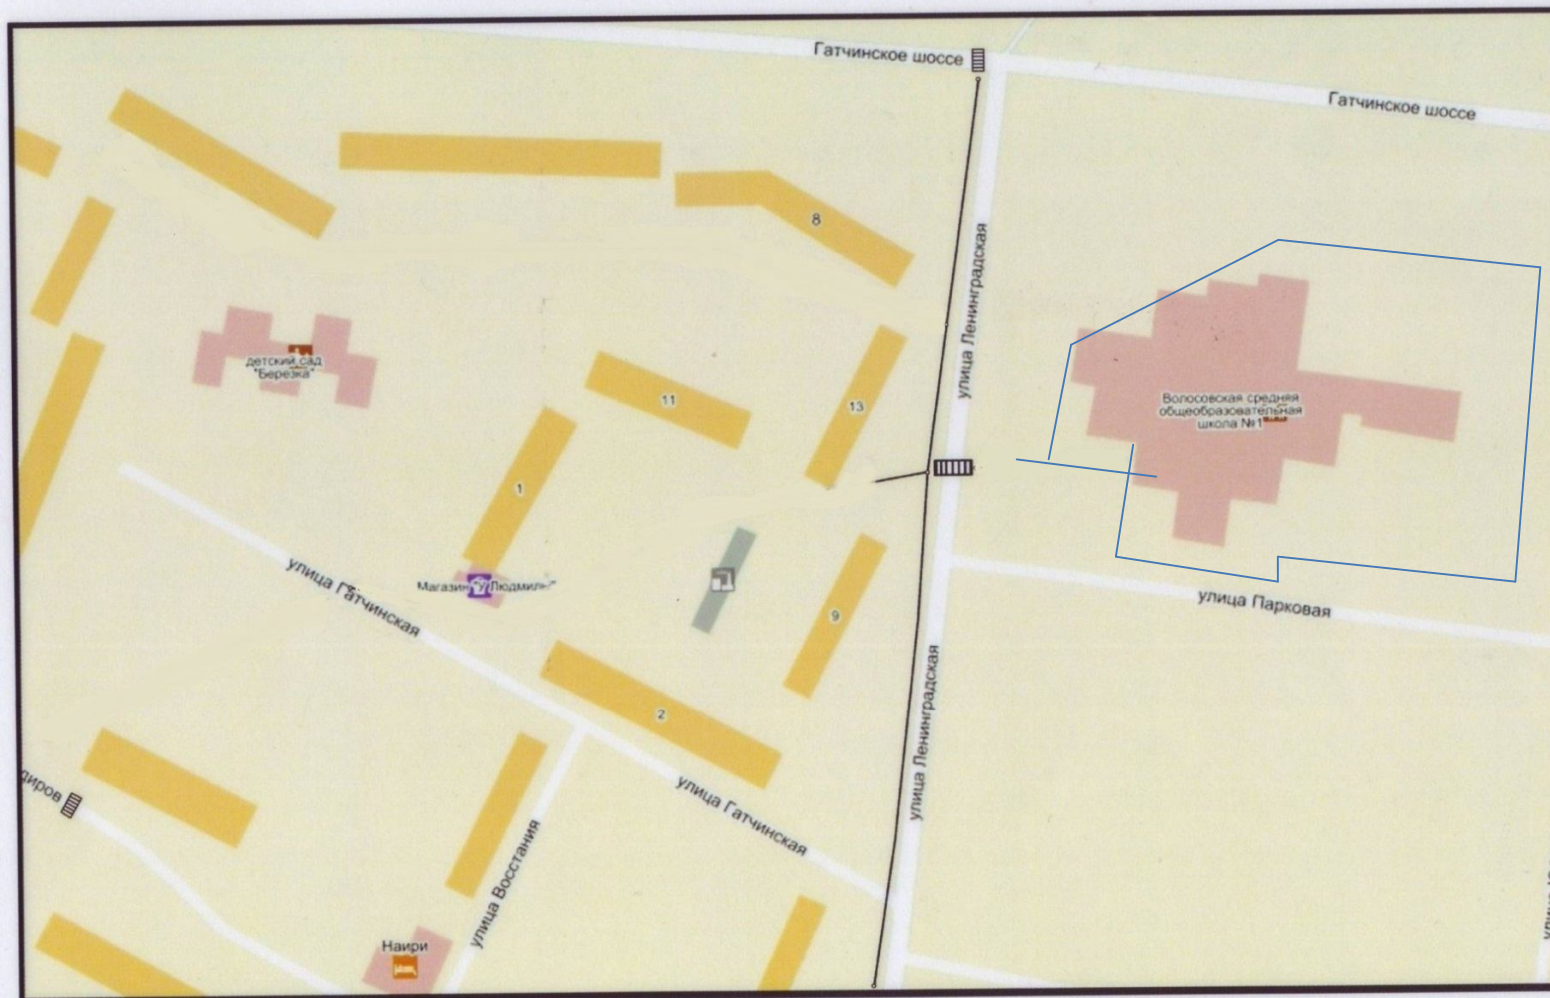 Гатчинское шоссе
Гатчинское шоссе
8
улица Ленинградская
детский сад
"Березка"
11
13
Волосовская средняя
общеобразовательная
школа №1
1
улица Гатчинская
Магазин "У Людмилы"
9
улица Парковая
2
улица Ленинградская
диров
улица Гатчинская
улица Восстания
Наири